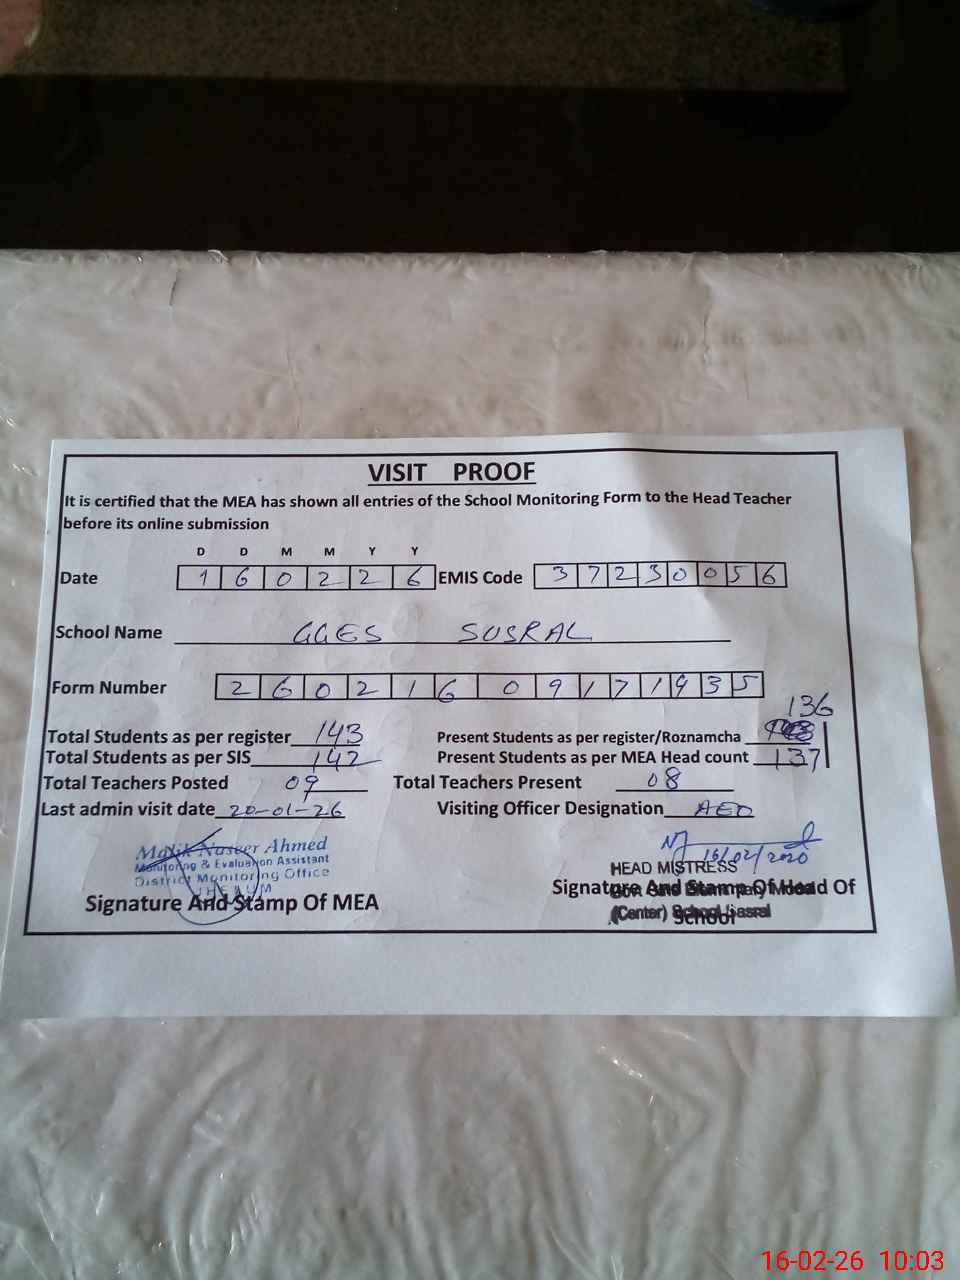 VISIT PROOF
It is certified that the MEA has shown all entries of the School Monitoring Form to the Head Teacher
before its online submission
D D M M Y Y
Date 1 6 0 2 2 6 EMIS Code 3 7 2 3 0 0 5 6
School Name GGES SUSRAL
Form Number 2 6 0 2 1 6 0 9 1 7 1 9 3 5
136
Total Students as per register 143 Present Students as per register/Roznamcha
Total Students as per SIS 142 Present Students as per MEA Head count 137
Total Teachers Posted 09 Total Teachers Present 08
Last admin visit date 20-01-26 Visiting Officer Designation AEO
Malik Naseer Ahmed
Monitoring & Evaluation Assistant
District Monitoring Office
JHELUM
Signature And Stamp Of MEA
16/02/2020
HEAD MISTRESS
Signature And Stamp Of Head Of
(Center) School Sasral
School
16-02-26 10:03